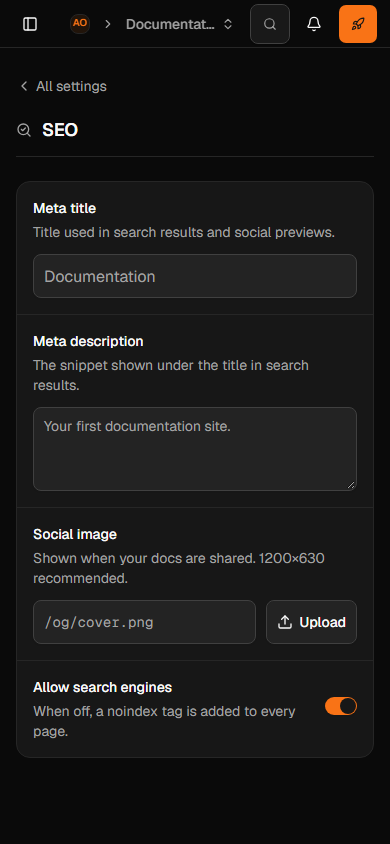 AO
Documentat...
All settings
SEO
Meta title
Title used in search results and social previews.
Documentation
Meta description
The snippet shown under the title in search
results.
Your first documentation site.
Social image
Shown when your docs are shared. 1200×630
recommended.
/og/cover.png
Upload
Allow search engines
When off, a noindex tag is added to every
page.